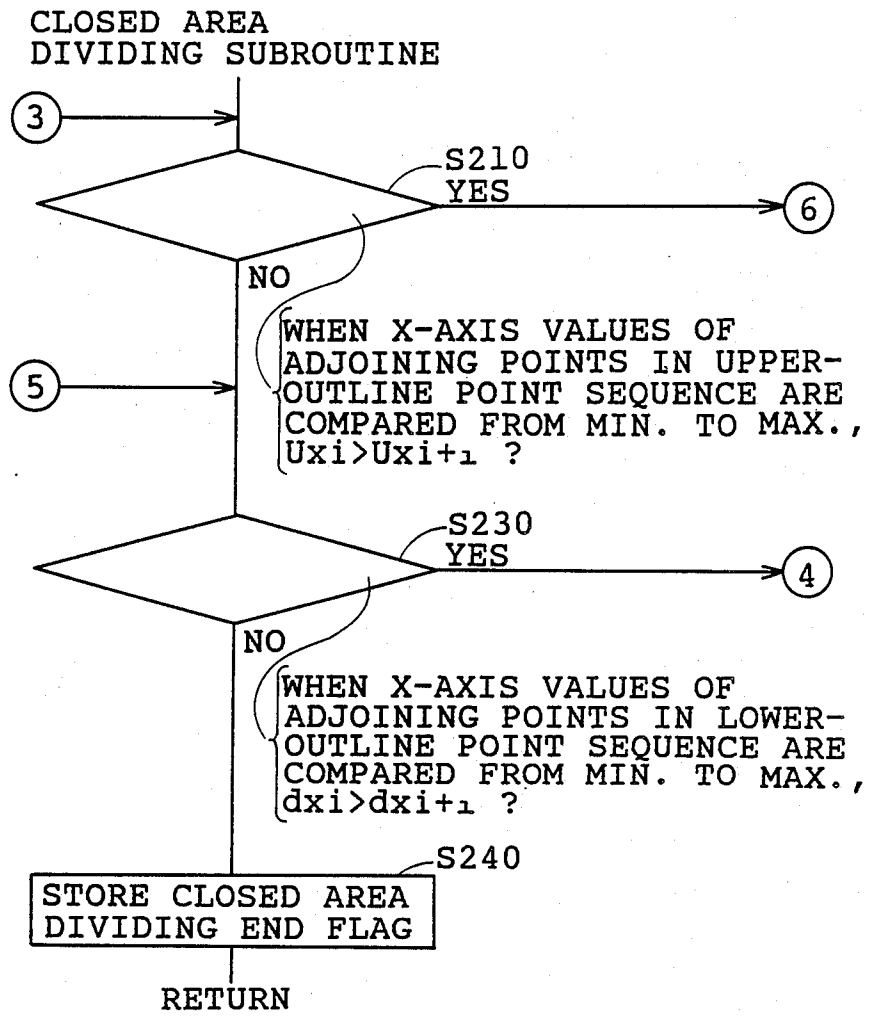 CLOSED AREA
DIVIDING SUBROUTINE
3
S210
YES
6
NO
WHEN X-AXIS VALUES OF
ADJOINING POINTS IN UPPER-
OUTLINE POINT SEQUENCE ARE
COMPARED FROM MIN. TO MAX.,
Uxi>Uxi+1 ?
5
S230
YES
4
NO
WHEN X-AXIS VALUES OF
ADJOINING POINTS IN LOWER-
OUTLINE POINT SEQUENCE ARE
COMPARED FROM MIN. TO MAX.,
dxi>dxi+1 ?
S240
STORE CLOSED AREA
DIVIDING END FLAG
RETURN